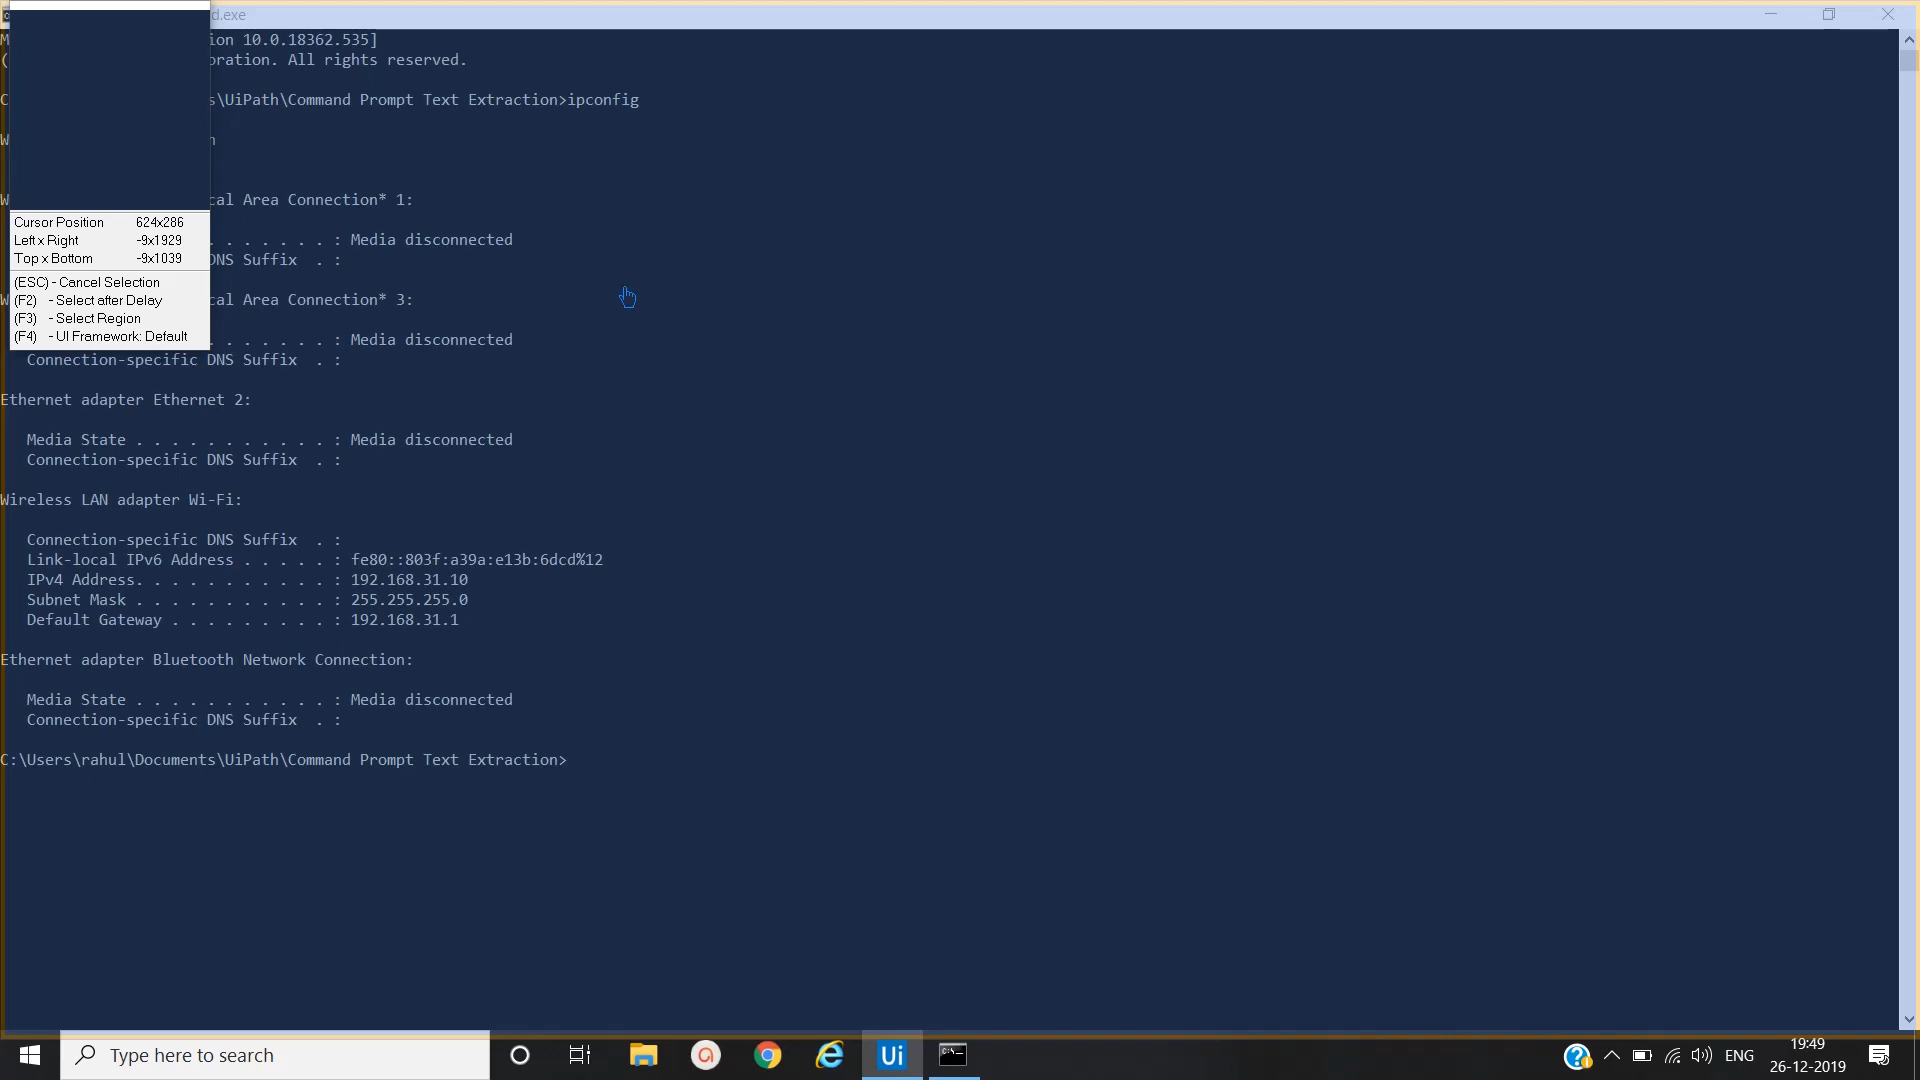 d.exe
ion 10.0.18362.535]
( oration. All rights reserved.
s\UiPath\Command Prompt Text Extraction>ipconfig
cal Area Connection* 1:
Cursor Position 624x286
Left x Right -9x1929
. . . . . . . : Media disconnected
Top x Bottom -9x1039
NS Suffix . :
(ESC) - Cancel Selection
(F2) - Select after Delay
cal Area Connection* 3:
(F3) - Select Region
(F4) - UI Framework: Default
. . . . . . . : Media disconnected
Connection-specific DNS Suffix . :
Ethernet adapter Ethernet 2:
Media State . . . . . . . . . . . : Media disconnected
Connection-specific DNS Suffix . :
Wireless LAN adapter Wi-Fi:
Connection-specific DNS Suffix . :
Link-local IPv6 Address . . . . . : fe80::803f:a39a:e13b:6dcd%12
IPv4 Address. . . . . . . . . . . : 192.168.31.10
Subnet Mask . . . . . . . . . . . : 255.255.255.0
Default Gateway . . . . . . . . . : 192.168.31.1
Ethernet adapter Bluetooth Network Connection:
Media State . . . . . . . . . . . : Media disconnected
Connection-specific DNS Suffix . :
C:\Users\rahul\Documents\UiPath\Command Prompt Text Extraction>
Type here to search
Ui
ENG
19:49
26-12-2019